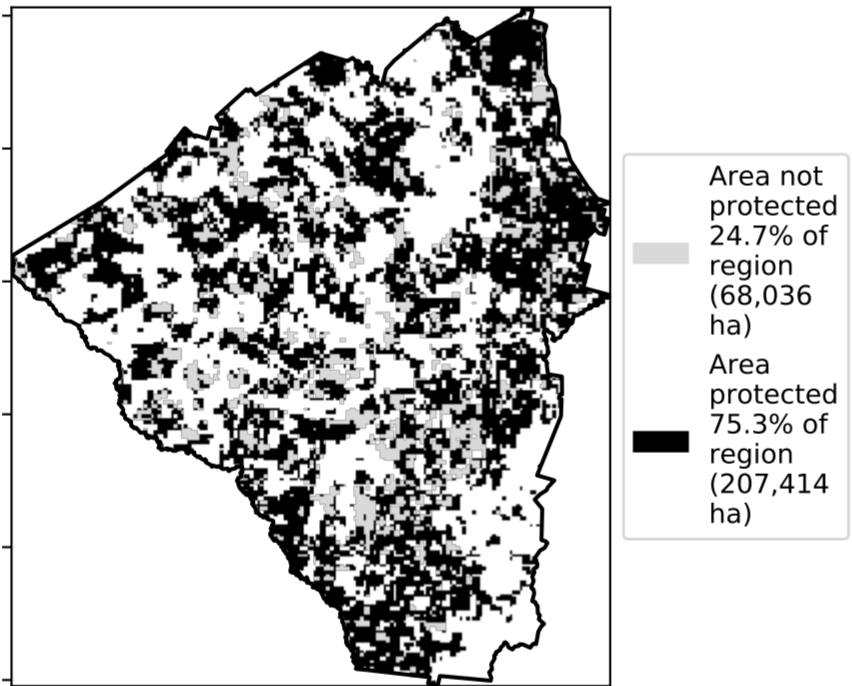 Area not
protected
24.7% of
region
(68,036
ha)
Area
protected
75.3% of
region
(207,414
ha)